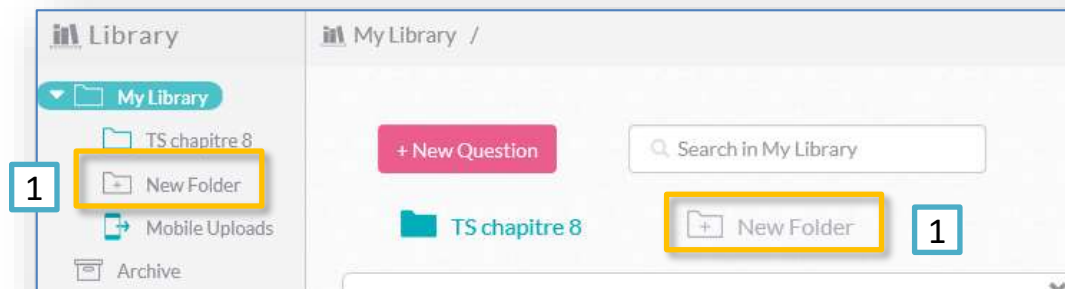 Library
My Library /
My Library
TS chapitre 8
+ New Question
Search in My Library
1
New Folder
Mobile Uploads
TS chapitre 8
New Folder
1
Archive